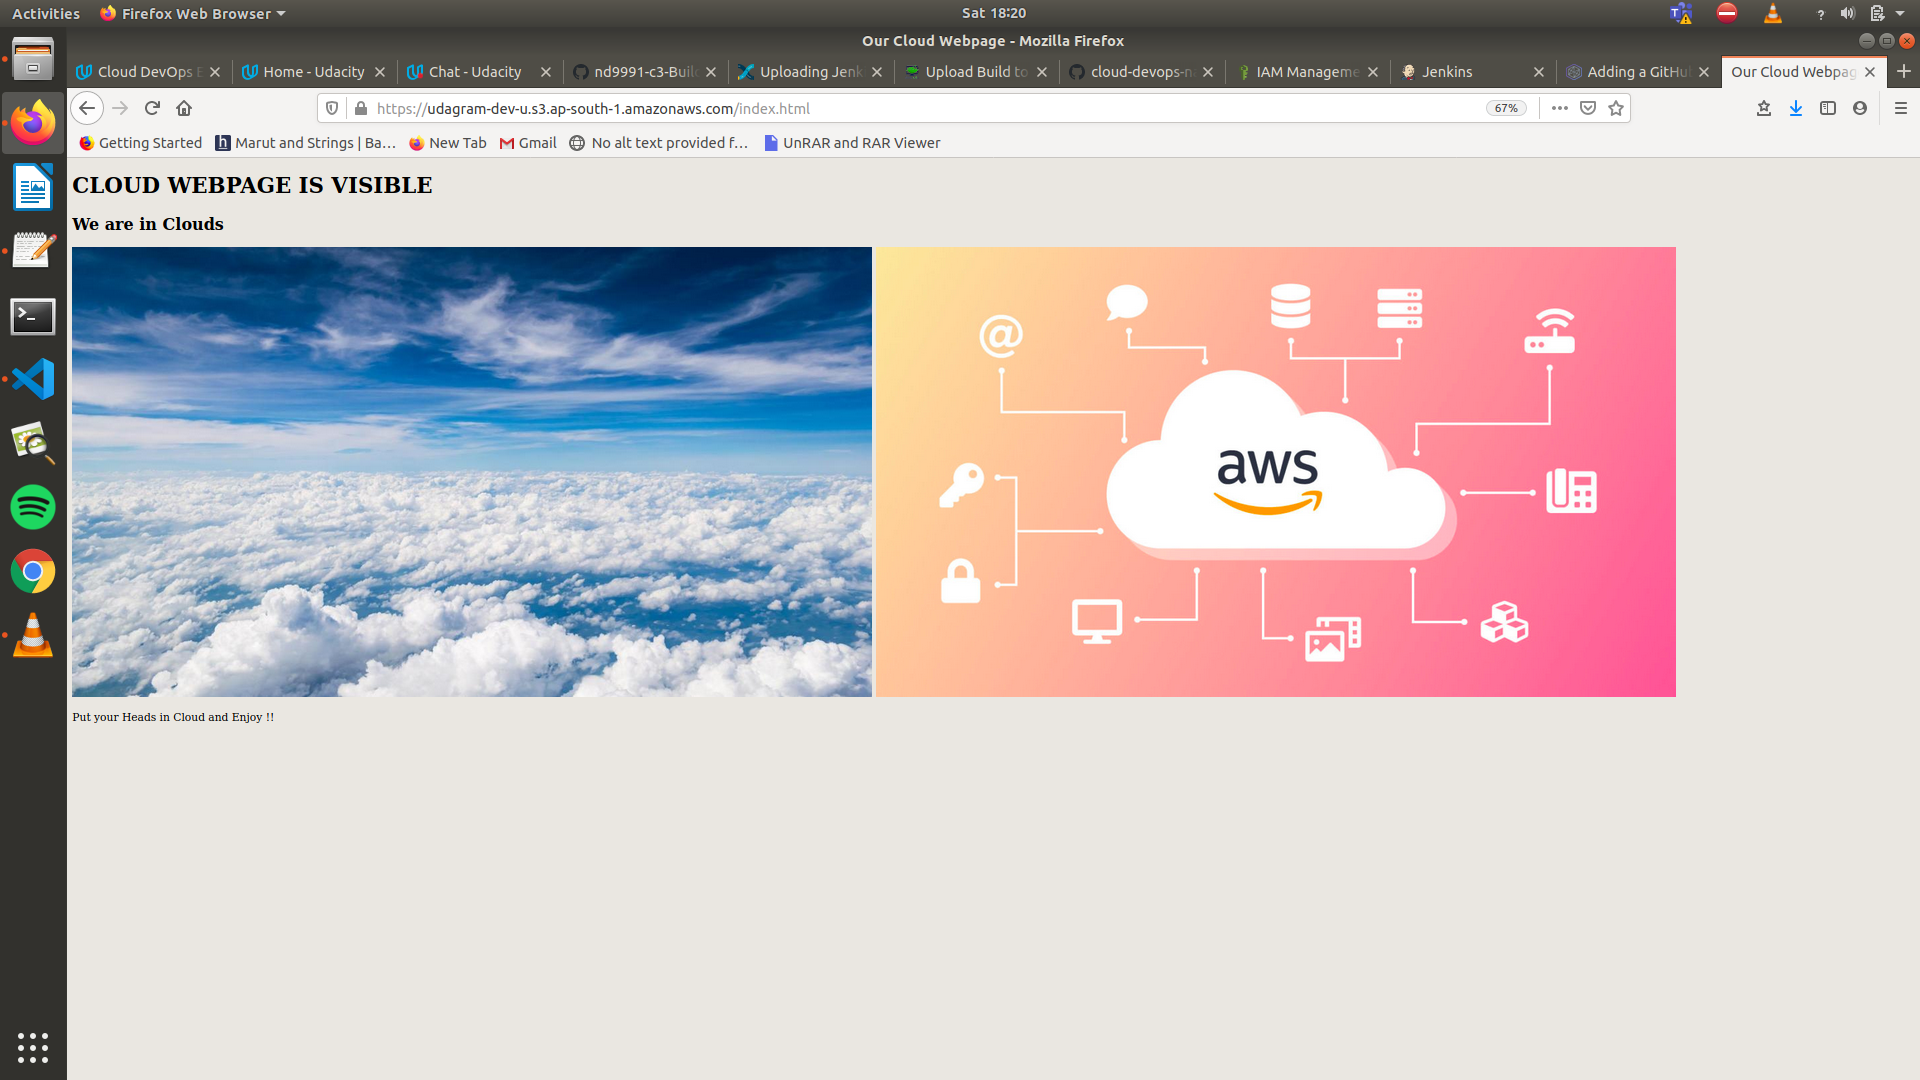 Activities
Firefox Web Browser
Sat 18:20
Our Cloud Webpage - Mozilla Firefox
Cloud DevOps
Home - Udacity
Chat - Udacity
nd9991-c3-Buil
Uploading Jenk
Upload Build to
cloud-devops-n
IAM Manageme
Jenkins
Adding a GitHu
Our Cloud Webpag
https://udagram-dev-u.s3.ap-south-1.amazonaws.com/index.html
67%
Getting Started
Marut and Strings | Ba…
New Tab
Gmail
No alt text provided f…
UnRAR and RAR Viewer
CLOUD WEBPAGE IS VISIBLE
We are in Clouds
@
aws
Put your Heads in Cloud and Enjoy !!